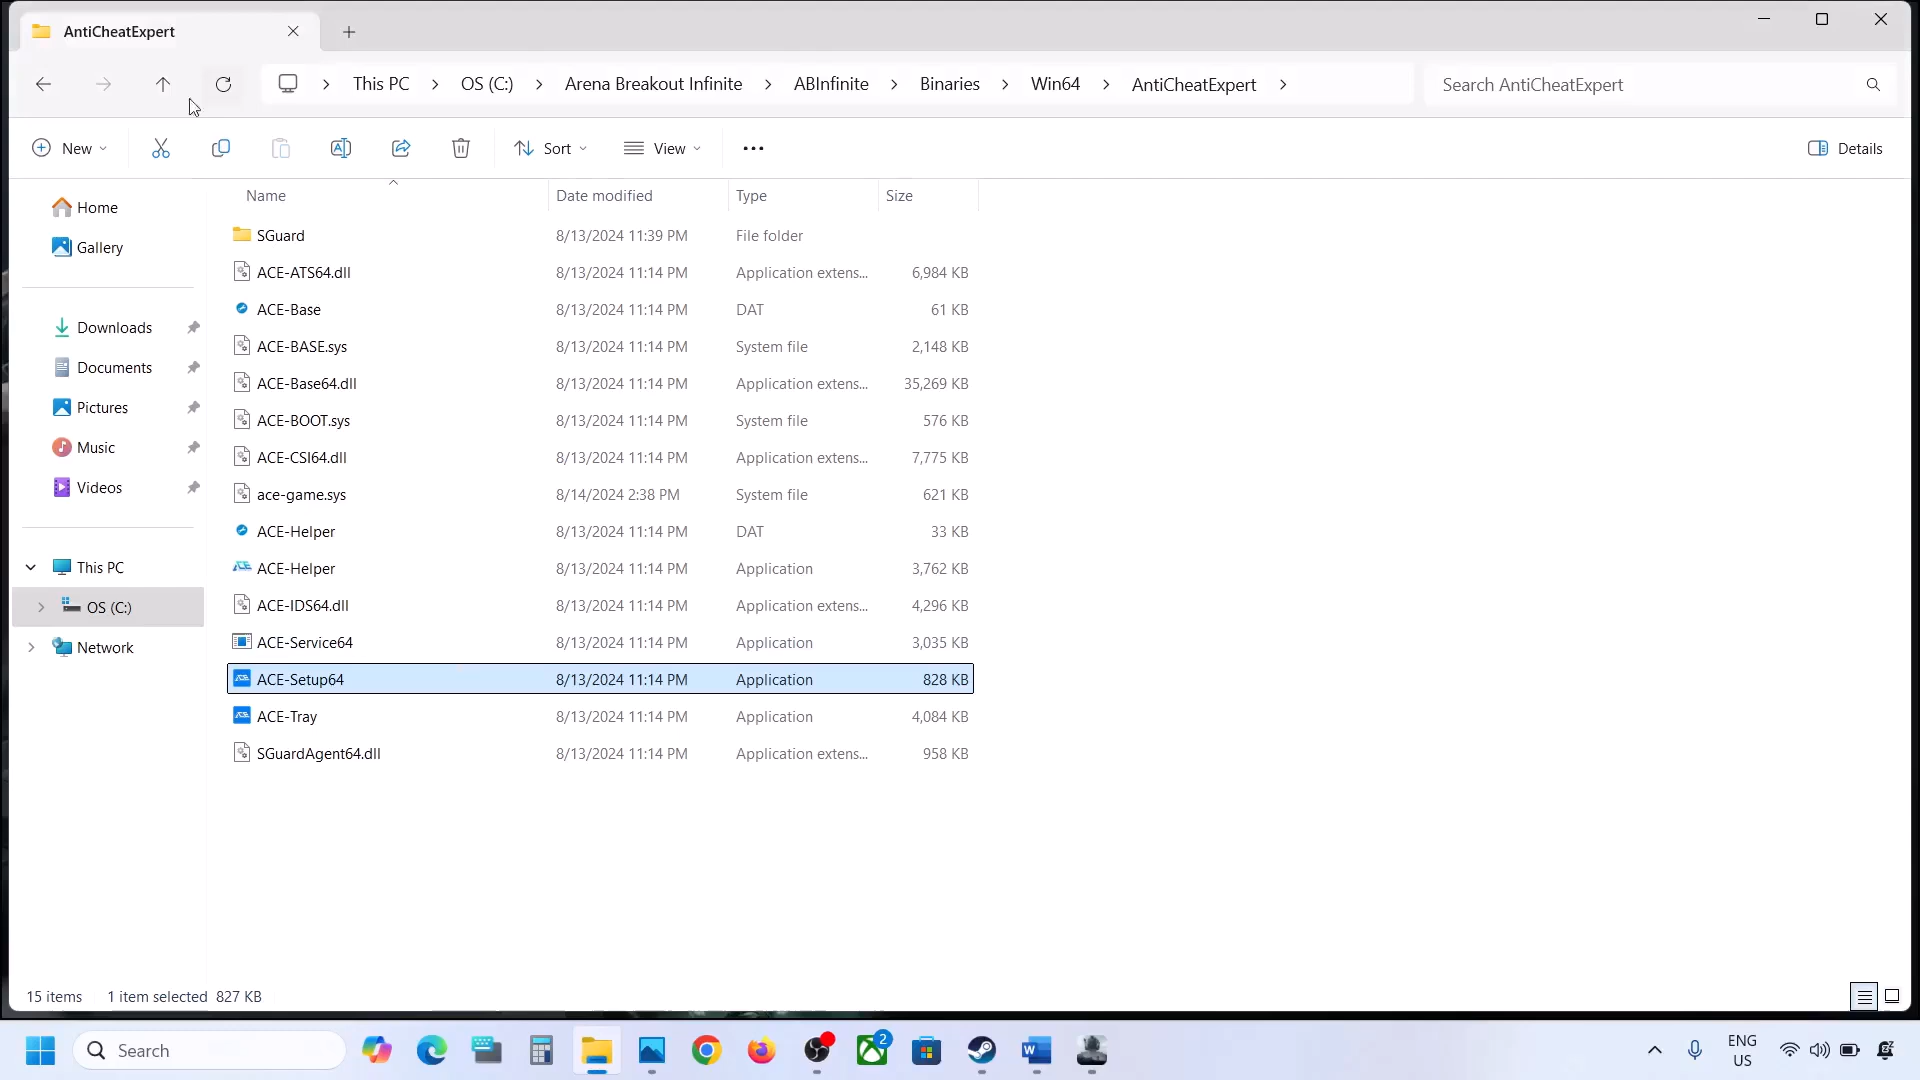 AntiCheatExpert
This PC > OS (C:) > Arena Breakout Infinite > ABInfinite > Binaries > Win64 > AntiCheatExpert >
Search AntiCheatExpert
New
Sort
View
Details
Name Date modified Type Size
Home
Gallery
Downloads
Documents
Pictures
Music
Videos
This PC
OS (C:)
Network
SGuard 8/13/2024 11:39 PM File folder
ACE-ATS64.dll 8/13/2024 11:14 PM Application extens... 6,984 KB
ACE-Base 8/13/2024 11:14 PM DAT 61 KB
ACE-BASE.sys 8/13/2024 11:14 PM System file 2,148 KB
ACE-Base64.dll 8/13/2024 11:14 PM Application extens... 35,269 KB
ACE-BOOT.sys 8/13/2024 11:14 PM System file 576 KB
ACE-CSI64.dll 8/13/2024 11:14 PM Application extens... 7,775 KB
ace-game.sys 8/14/2024 2:38 PM System file 621 KB
ACE-Helper 8/13/2024 11:14 PM DAT 33 KB
ACE-Helper 8/13/2024 11:14 PM Application 3,762 KB
ACE-IDS64.dll 8/13/2024 11:14 PM Application extens... 4,296 KB
ACE-Service64 8/13/2024 11:14 PM Application 3,035 KB
ACE-Setup64 8/13/2024 11:14 PM Application 828 KB
ACE-Tray 8/13/2024 11:14 PM Application 4,084 KB
SGuardAgent64.dll 8/13/2024 11:14 PM Application extens... 958 KB
15 items 1 item selected 827 KB
Search
2
ENG
US